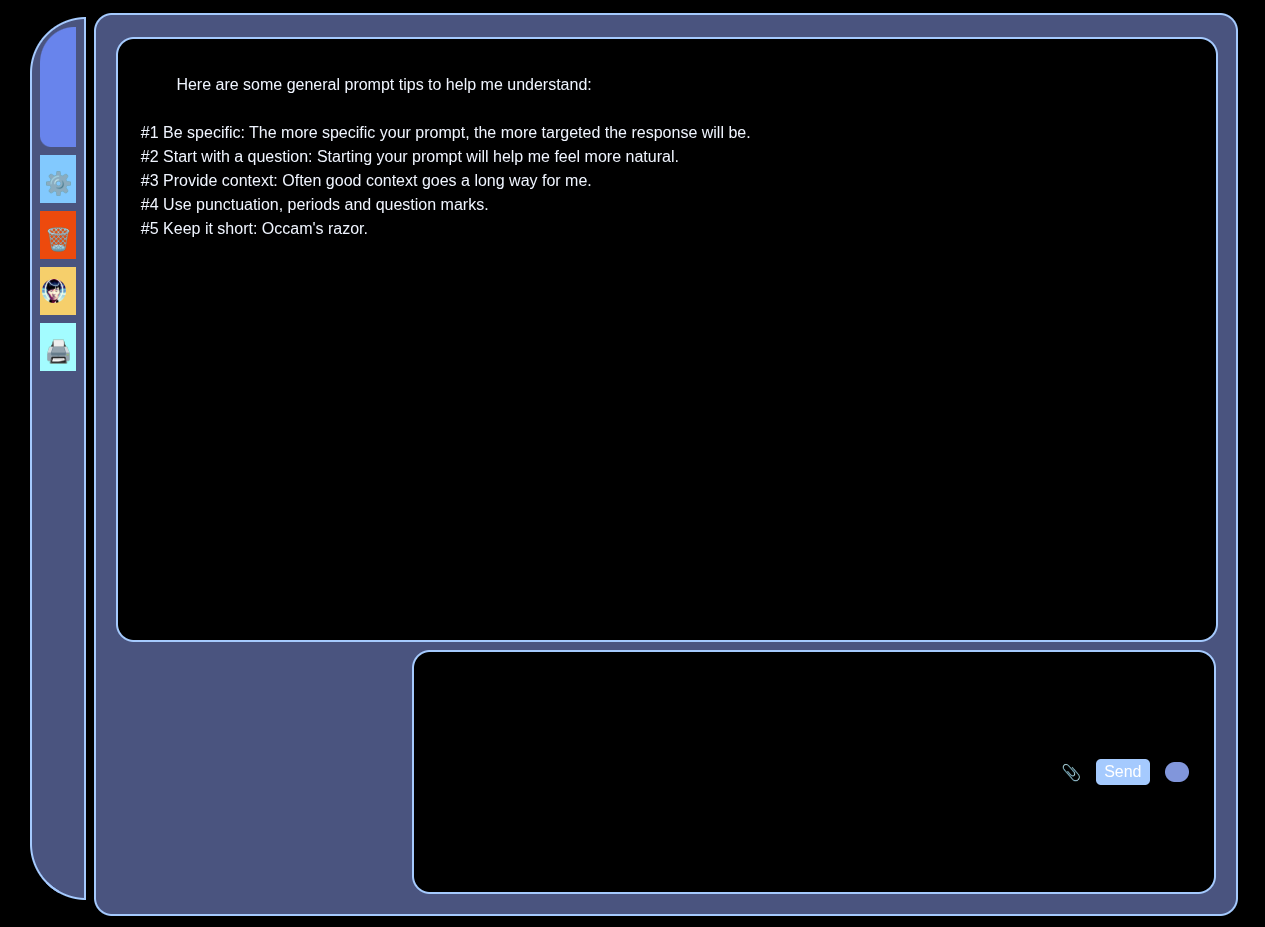 Here are some general prompt tips to help me understand:
#1 Be specific: The more specific your prompt, the more targeted the response will be.
#2 Start with a question: Starting your prompt will help me feel more natural.
#3 Provide context: Often good context goes a long way for me.
#4 Use punctuation, periods and question marks.
#5 Keep it short: Occam's razor.
Send